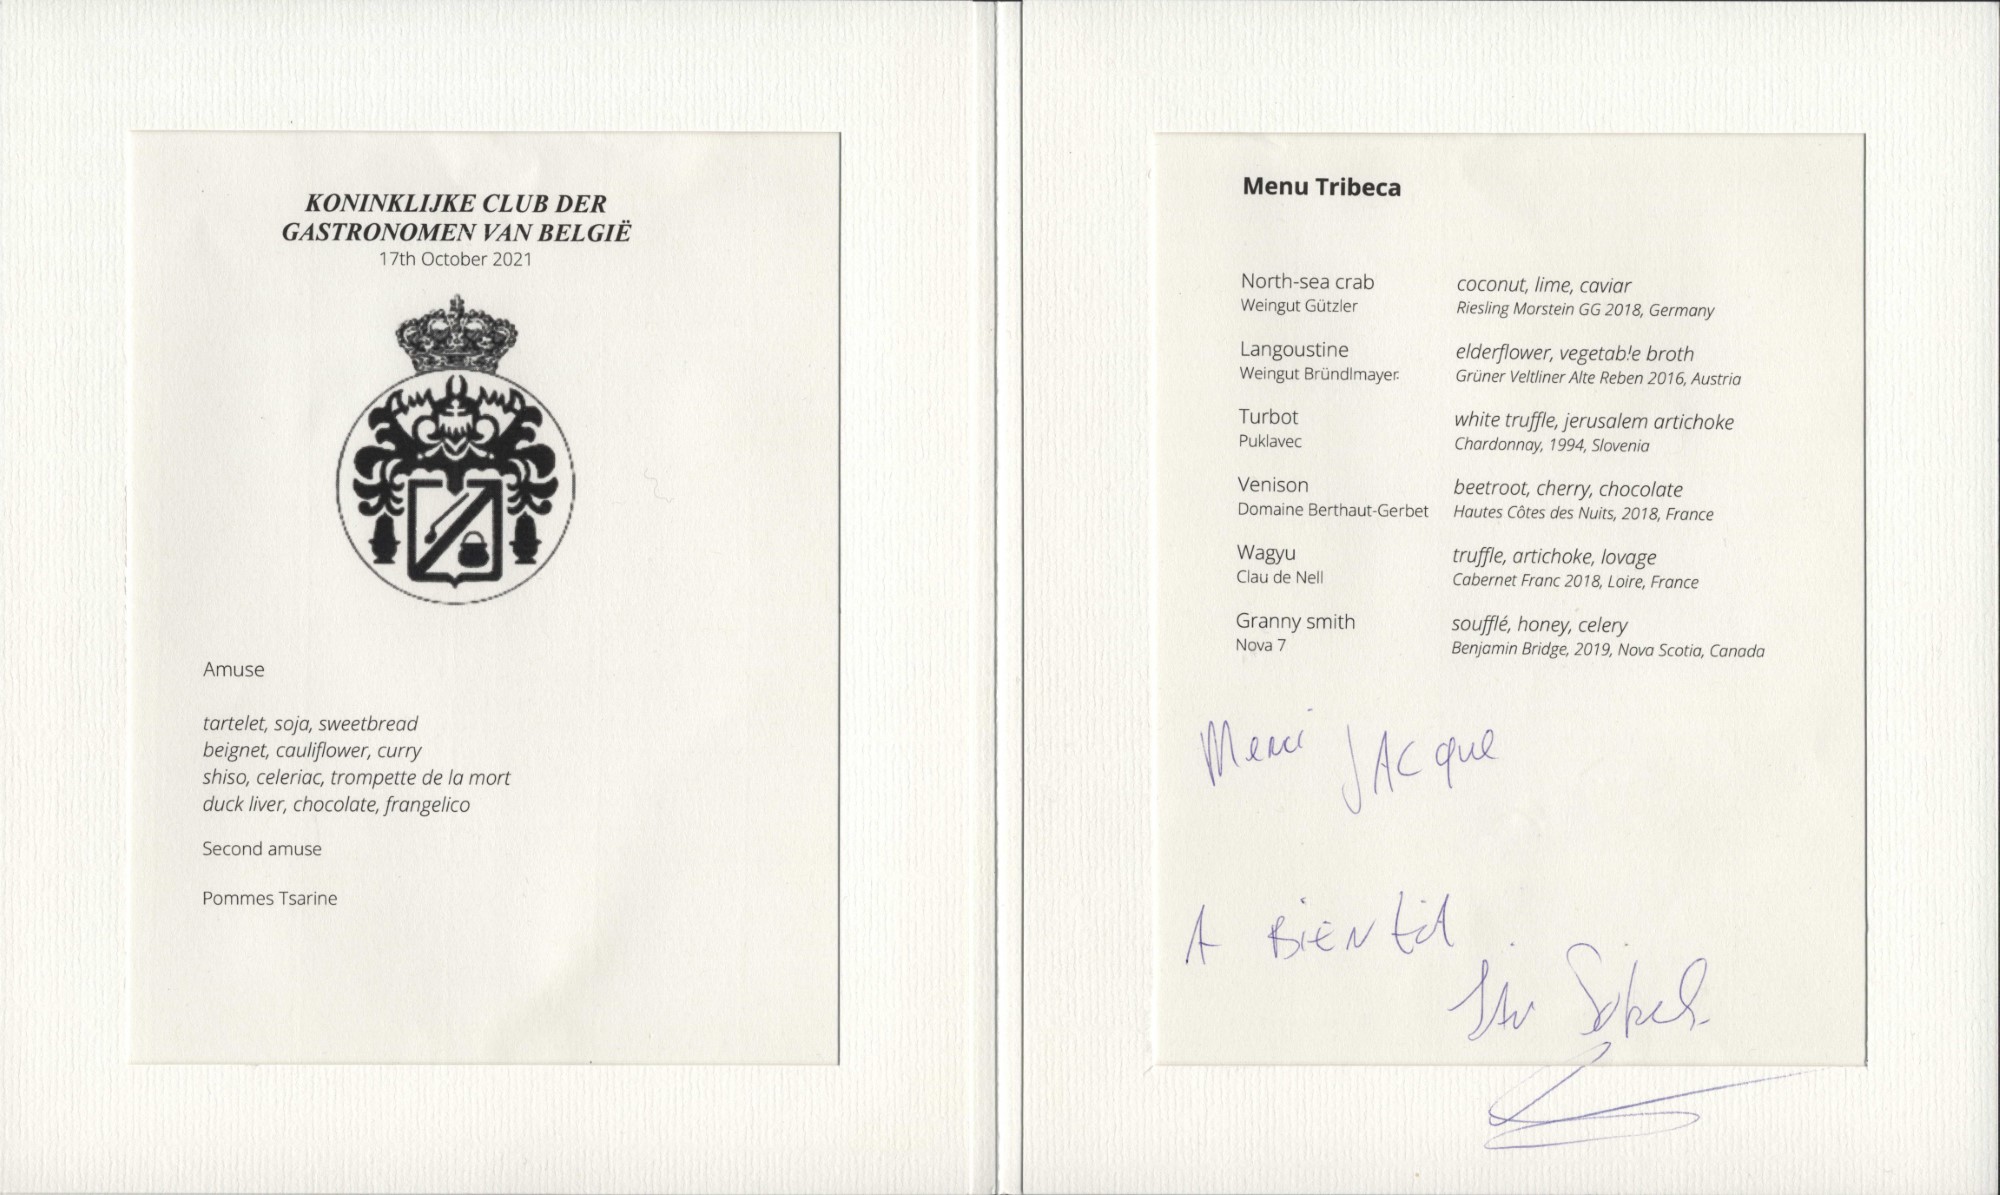 KONINKLIJKE CLUB DER
GASTRONOMEN VAN BELGIË
17th October 2021
Amuse
tartelet, soja, sweetbread
beignet, cauliflower, curry
shiso, celeriac, trompette de la mort
duck liver, chocolate, frangelico
Second amuse
Pommes Tsarine
Menu Tribeca
North-sea crab coconut, lime, caviar
Weingut Gützler Riesling Morstein GG 2018, Germany
Langoustine elderflower, vegetable broth
Weingut Bründlmayer Grüner Veltliner Alte Reben 2016, Austria
Turbot white truffle, jerusalem artichoke
Puklavec Chardonnay, 1994, Slovenia
Venison beetroot, cherry, chocolate
Domaine Berthaut-Gerbet Hautes Côtes des Nuits, 2018, France
Wagyu truffle, artichoke, lovage
Clau de Nell Cabernet Franc 2018, Loire, France
Granny smith soufflé, honey, celery
Nova 7 Benjamin Bridge, 2019, Nova Scotia, Canada
Merci JAcque
A BiENtôt